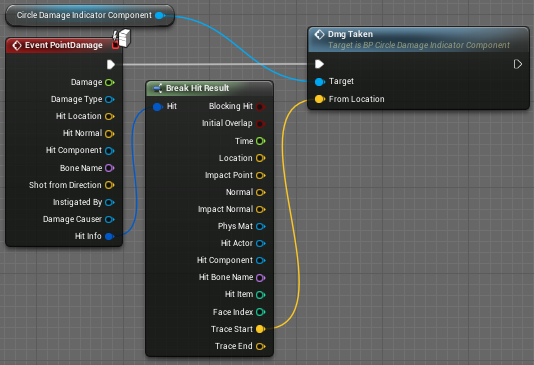 Circle Damage Indicator Component
Event PointDamage
Damage
Damage Type
Hit Location
Hit Normal
Hit Component
Bone Name
Shot from Direction
Instigated By
Damage Causer
Hit Info
Break Hit Result
Hit
Blocking Hit
Initial Overlap
Time
Location
Impact Point
Normal
Impact Normal
Phys Mat
Hit Actor
Hit Component
Hit Bone Name
Hit Item
Face Index
Trace Start
Trace End
Dmg Taken
Target is BP Circle Damage Indicator Component
Target
From Location